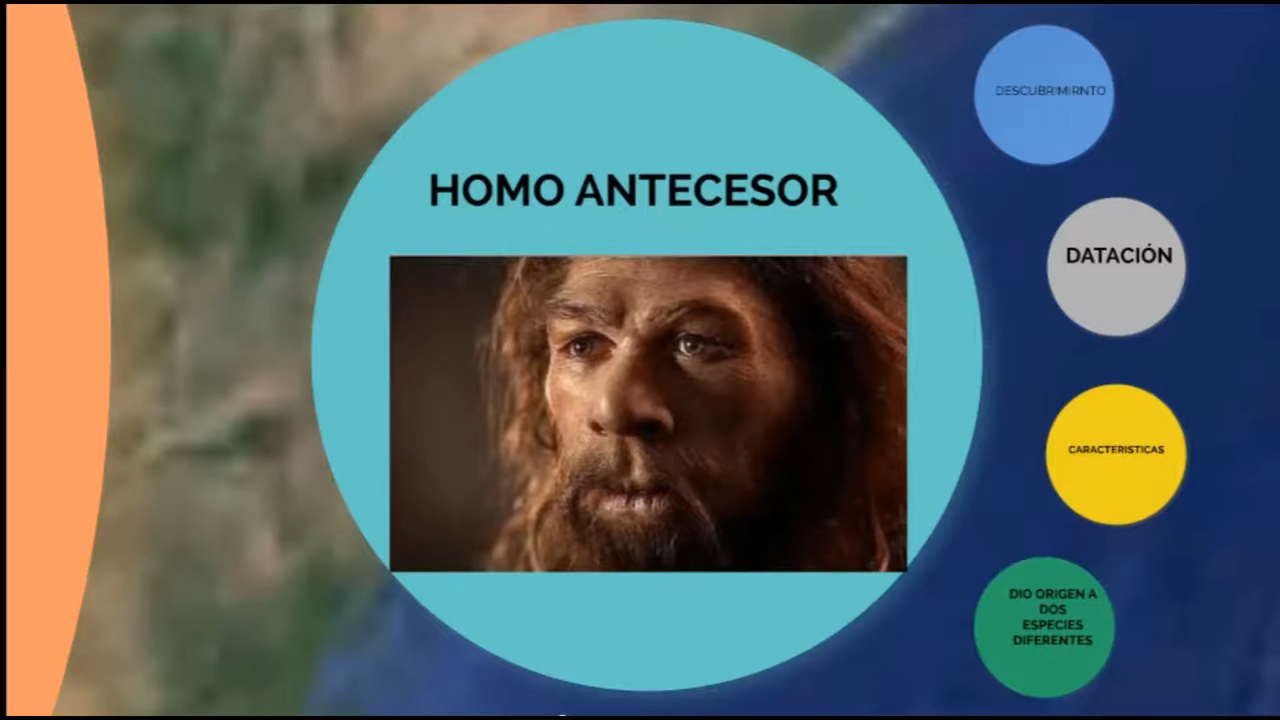 HOMO ANTECESOR
DESCUBRIMIRNTO
DATACIÓN
CARACTERISTICAS
DIO ORIGEN A
DOS
ESPECIES
DIFERENTES